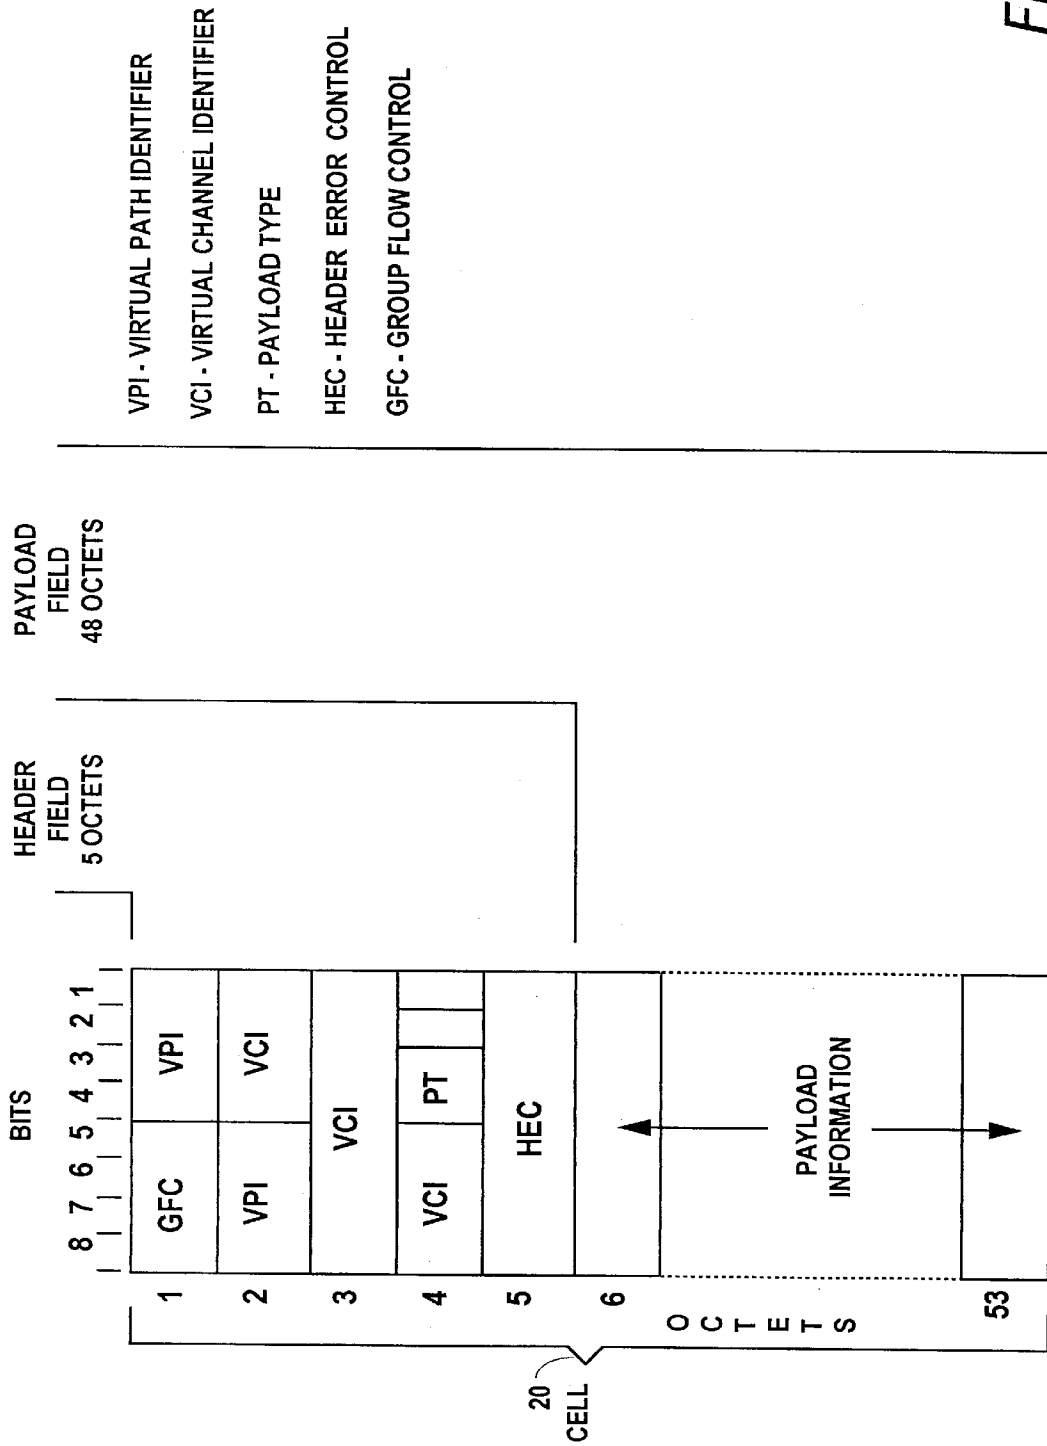 BITS
8 7 6 5 4 3 2 1
HEADER
FIELD
5 OCTETS
PAYLOAD
FIELD
48 OCTETS
1
GFC
VPI
2
VPI
VCI
3
VCI
4
VCI
PT
5
HEC
6
OCTETS
PAYLOAD
INFORMATION
53
20
CELL
VPI - VIRTUAL PATH IDENTIFIER
VCI - VIRTUAL CHANNEL IDENTIFIER
PT - PAYLOAD TYPE
HEC - HEADER ERROR CONTROL
GFC - GROUP FLOW CONTROL